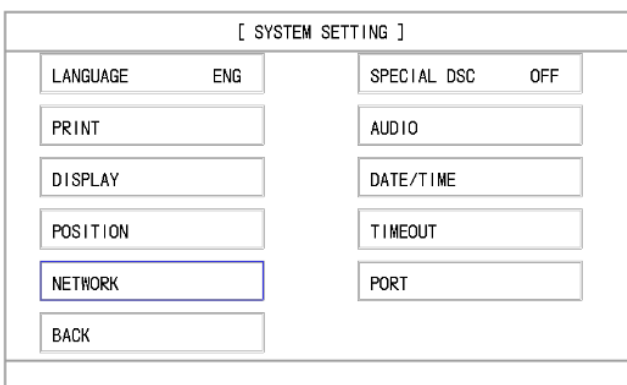 [ SYSTEM SETTING ]
LANGUAGE ENG
SPECIAL DSC OFF
PRINT
AUDIO
DISPLAY
DATE/TIME
POSITION
TIMEOUT
NETWORK
PORT
BACK